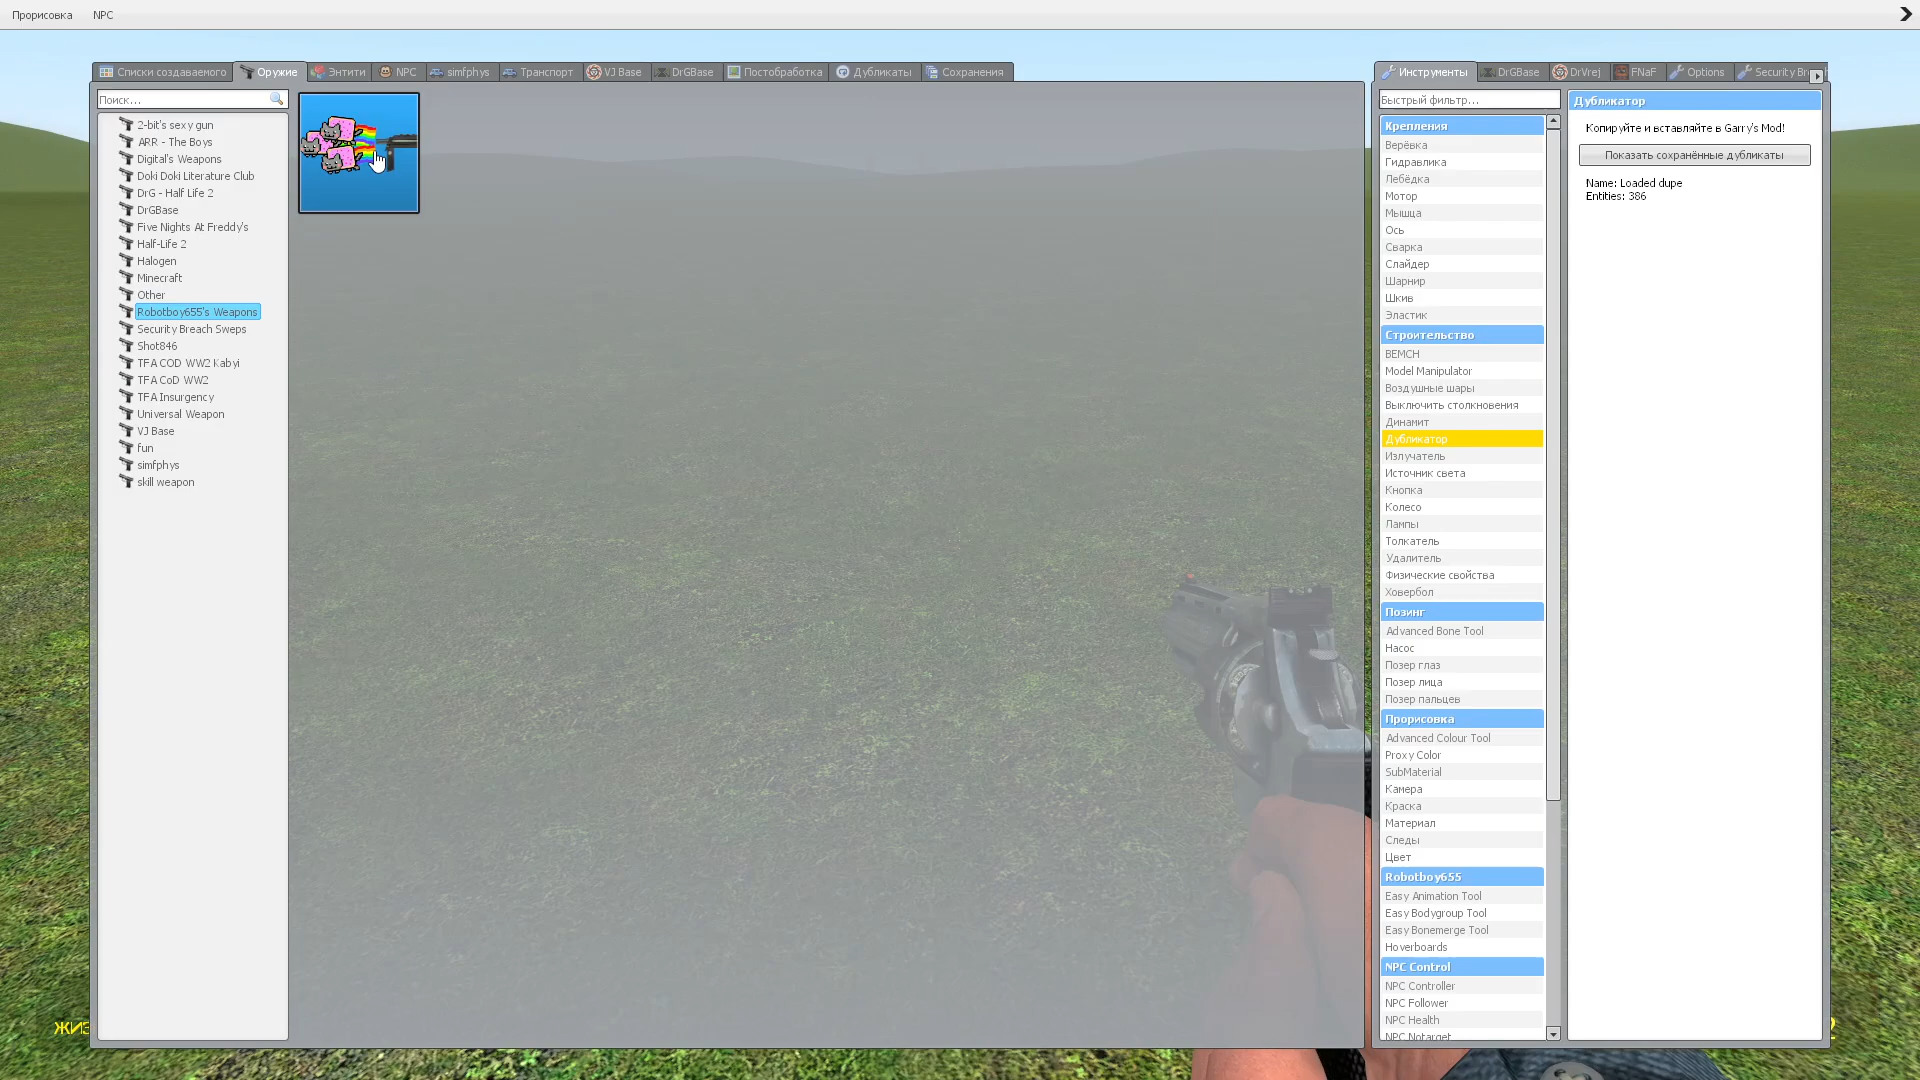 Прорисовка NPC
Списки создаваемого Оружие Энтити NPC simfphys Транспорт VJ Base DrGBase Постобработка Дубликаты Сохранения
Поиск...
2-bit's sexy gun
ARR - The Boys
Digital's Weapons
Doki Doki Literature Club
DrG - Half Life 2
DrGBase
Five Nights At Freddy's
Half-Life 2
Halogen
Minecraft
Other
Robotboy655's Weapons
Security Breach Sweps
Shot846
TFA COD WW2 Kabyi
TFA CoD WW2
TFA Insurgency
Universal Weapon
VJ Base
fun
simfphys
skill weapon
Инструменты DrGBase DrVrej FNaF Options Security
Быстрый фильтр...
Крепления
Верёвка
Гидравлика
Лебёдка
Мотор
Мышца
Ось
Сварка
Слайдер
Шарнир
Шкив
Эластик
Строительство
BEMCH
Model Manipulator
Воздушные шары
Выключить столкновения
Динамит
Дубликатор
Излучатель
Источник света
Кнопка
Колесо
Лампы
Толкатель
Удалитель
Физические свойства
Ховербол
Позинг
Advanced Bone Tool
Насос
Позер глаз
Позер лица
Позер пальцев
Прорисовка
Advanced Colour Tool
Proxy Color
SubMaterial
Камера
Краска
Материал
Следы
Цвет
Robotboy655
Easy Animation Tool
Easy Bodygroup Tool
Easy Bonemerge Tool
Hoverboards
NPC Control
NPC Controller
NPC Follower
NPC Health
NPC Notarget
Дубликатор
Копируйте и вставляйте в Garry's Mod!
Показать сохранённые дубликаты
Name: Loaded dupe
Entities: 386